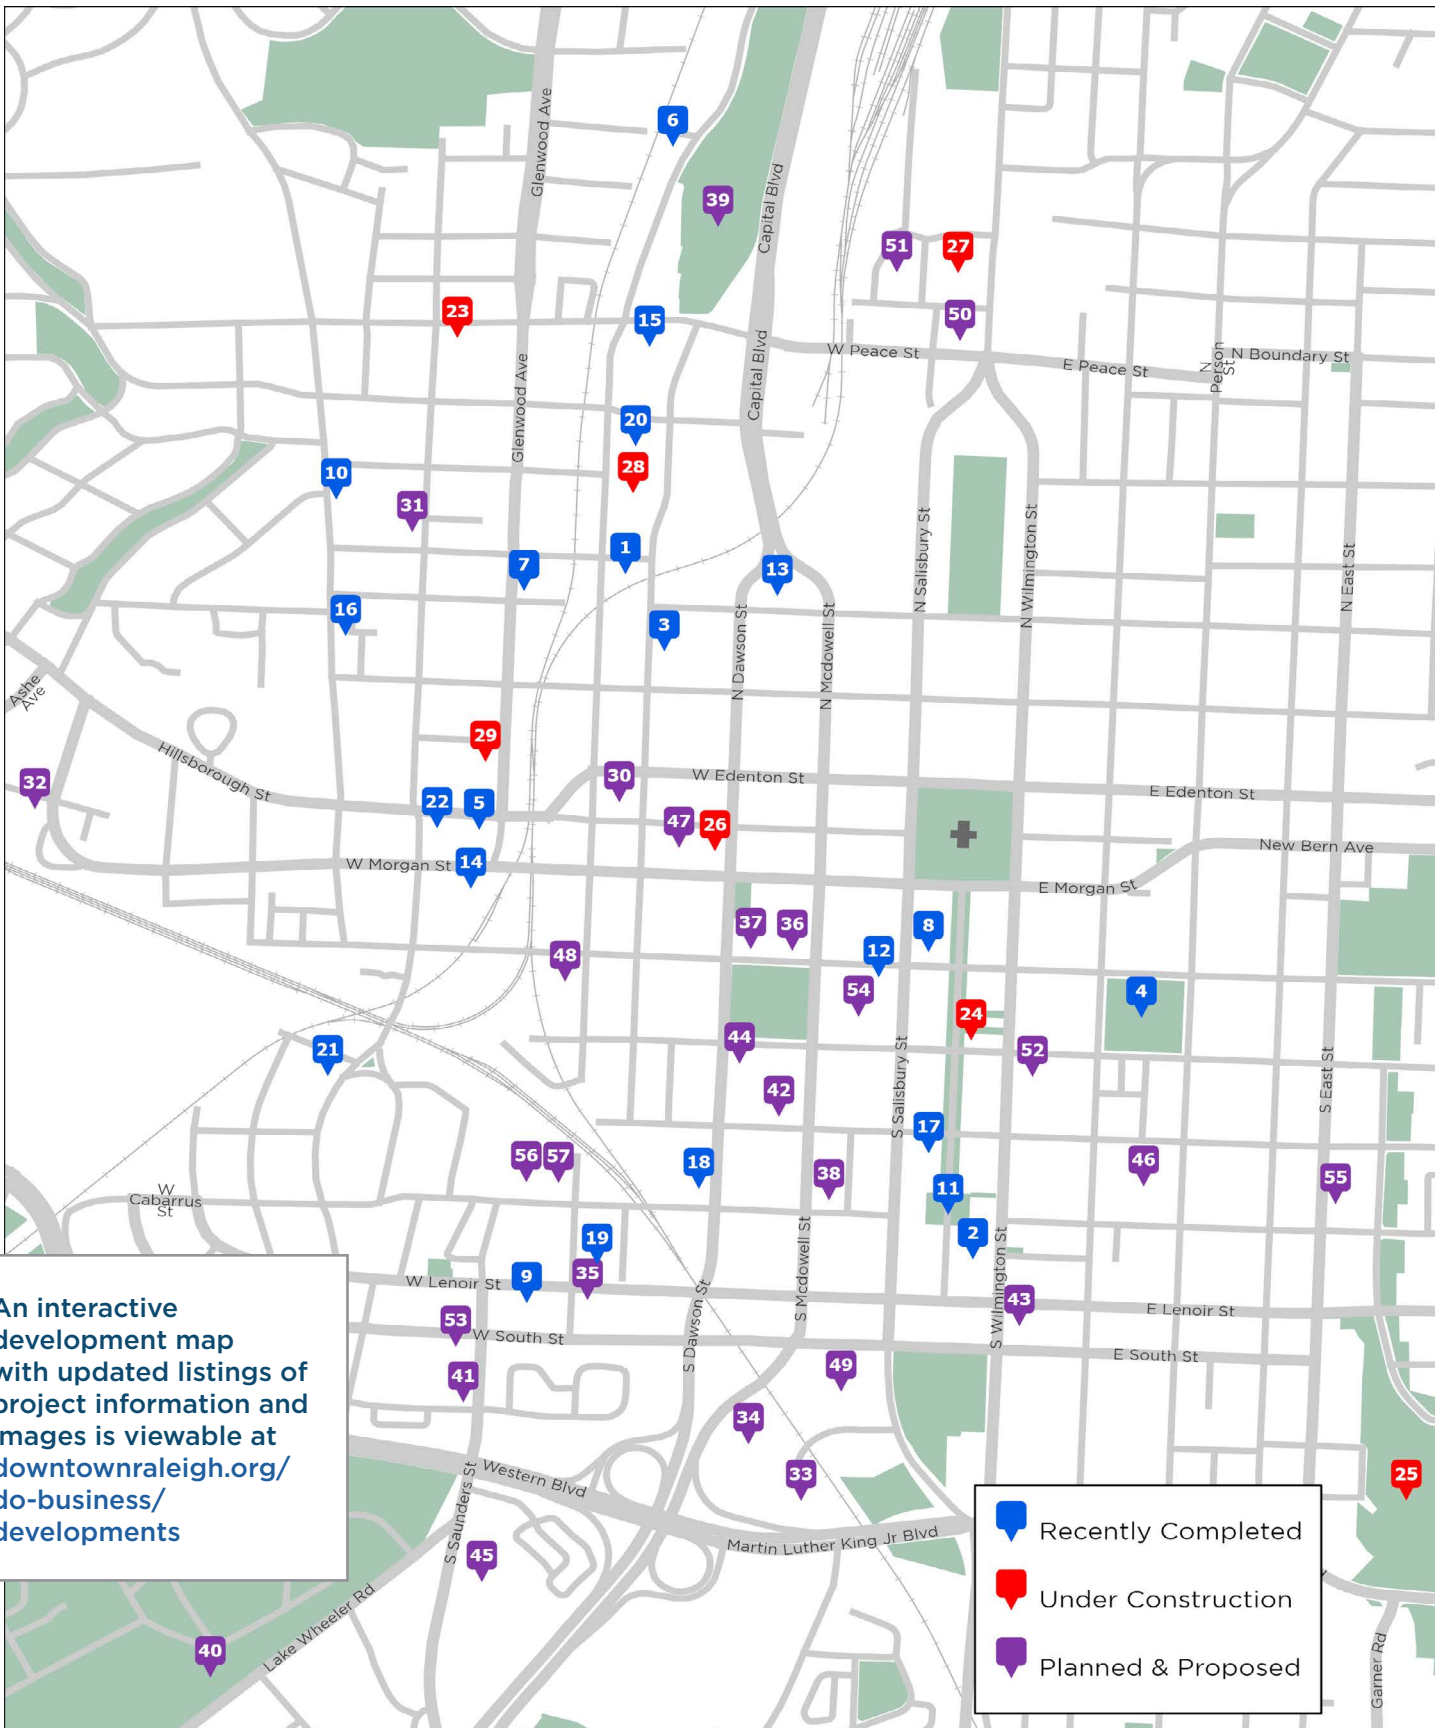 Glenwood Ave
6
39
Capital Blvd
51
27
23
15
50
W Peace St
E Peace St
N
Person
St
N Boundary St
Glenwood Ave
Capital Blvd
20
28
10
31
1
7
13
16
3
N Salisbury St
N Wilmington St
N East St
N Dawson St
N Mcdowell St
Ashe
Ave
29
Hillsborough St
32
30
W Edenton St
E Edenton St
22
5
47
26
New Bern Ave
W Morgan St
14
E Morgan St
37
36
8
12
48
54
4
24
44
52
21
42
S Salisbury St
S East St
17
56
57
18
38
46
55
W
Cabarrus
St
11
19
2
9
35
W Lenoir St
S Mcdowell St
S Wilmington St
43
E Lenoir St
53
W South St
S Dawson St
E South St
41
49
34
33
25
An interactive
development map
with updated listings of
project information and
images is viewable at
downtownraleigh.org/
do-business/
developments
Western Blvd
S Saunders St
Martin Luther King Jr Blvd
45
40
Lake Wheeler Rd
Garner Rd
Recently Completed
Under Construction
Planned & Proposed